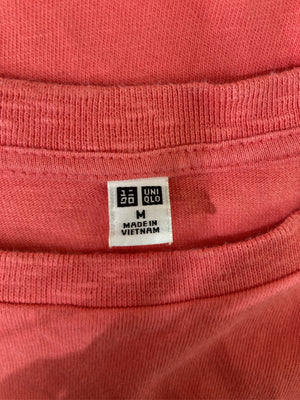 ユニ UNI
クロ QLO
M
MADE IN
VIETNAM